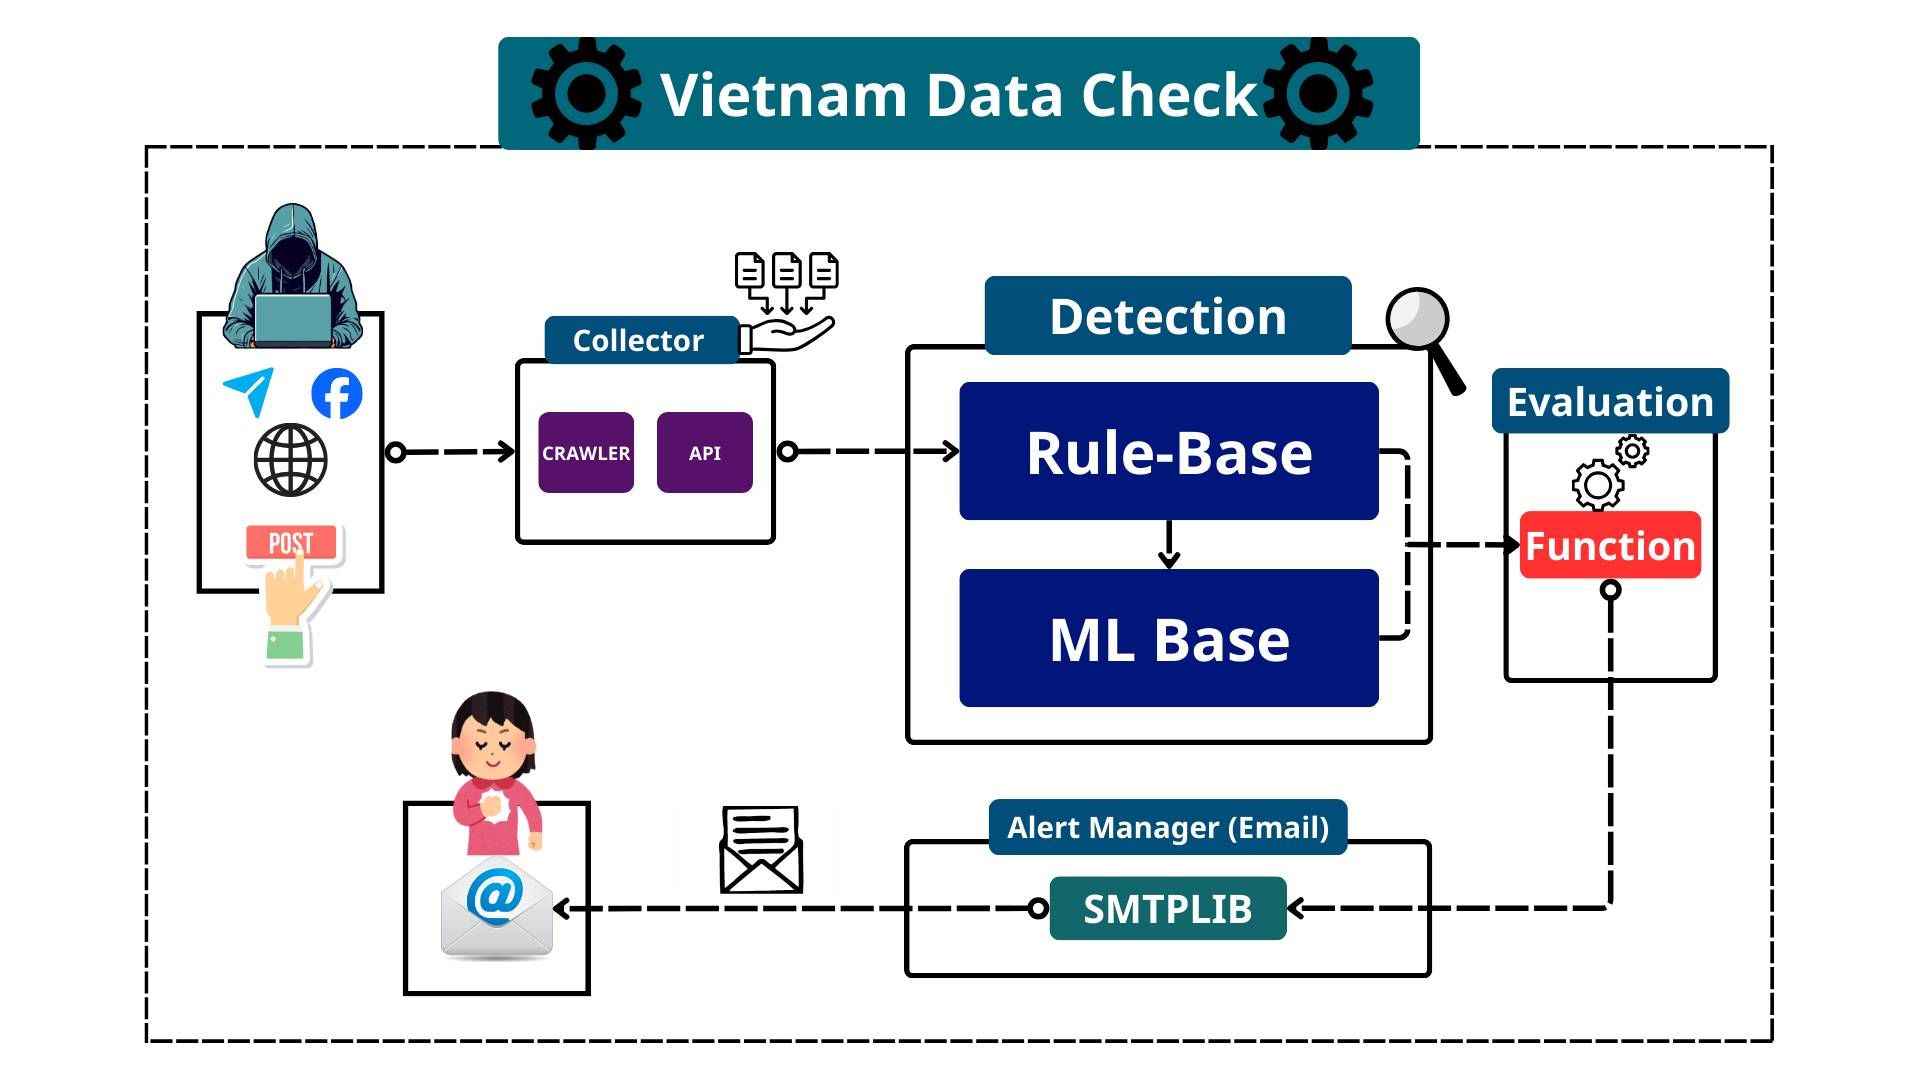 Vietnam Data Check
Collector
CRAWLER
API
Detection
Rule-Base
ML Base
Evaluation
Function
POST
Alert Manager (Email)
SMTPLIB
@